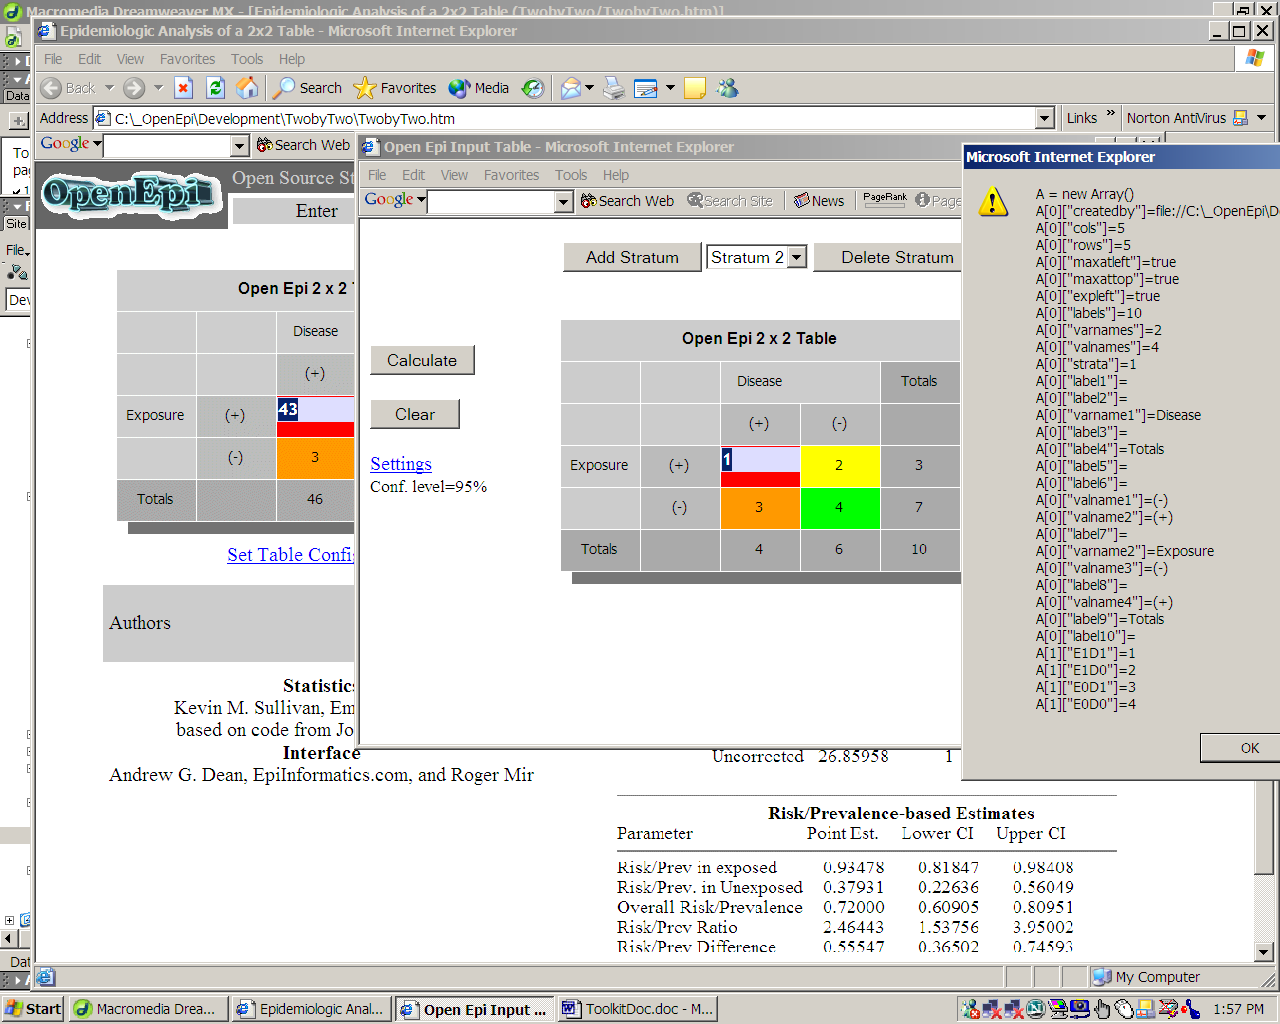 Macromedia Dreamweaver MX - [Epidemiologic Analysis of a 2x2 Table (TwobyTwo/TwobyTwo.htm)]
Epidemiologic Analysis of a 2x2 Table - Microsoft Internet Explorer
File Edit View Favorites Tools Help
Back Search Favorites Media
Address C:\_OpenEpi\Development\TwobyTwo\TwobyTwo.htm Links » Norton AntiVirus
Google Search Web
OpenEpi
Open Source St
Enter
Open Epi 2 x 2
Disease
(+)
Exposure (+) 43
(-) 3
Totals 46
Set Table Confi
Authors
Statistics
Kevin M. Sullivan, Em
based on code from Jo
Interface
Andrew G. Dean, EpiInformatics.com, and Roger Mir
Open Epi Input Table - Microsoft Internet Explorer
File Edit View Favorites Tools Help
Google Search Web Search Site News PageRank Page
Add Stratum Stratum 2 Delete Stratum
Calculate
Clear
Settings
Conf. level=95%
Open Epi 2 x 2 Table
Disease Totals
(+) (-)
Exposure (+) 1 2 3
(-) 3 4 7
Totals 4 6 10
Microsoft Internet Explorer
A = new Array()
A[0]["createdby"]=file://C:\_OpenEpi\De
A[0]["cols"]=5
A[0]["rows"]=5
A[0]["maxatleft"]=true
A[0]["maxattop"]=true
A[0]["expleft"]=true
A[0]["labels"]=10
A[0]["varnames"]=2
A[0]["valnames"]=4
A[0]["strata"]=1
A[0]["label1"]=
A[0]["label2"]=
A[0]["varname1"]=Disease
A[0]["label3"]=
A[0]["label4"]=Totals
A[0]["label5"]=
A[0]["label6"]=
A[0]["valname1"]=(-)
A[0]["valname2"]=(+)
A[0]["label7"]=
A[0]["varname2"]=Exposure
A[0]["valname3"]=(-)
A[0]["label8"]=
A[0]["valname4"]=(+)
A[0]["label9"]=Totals
A[0]["label10"]=
A[1]["E1D1"]=1
A[1]["E1D0"]=2
A[1]["E0D1"]=3
A[1]["E0D0"]=4
OK
Uncorrected 26.85958 1
Risk/Prevalence-based Estimates
Parameter Point Est. Lower CI Upper CI
Risk/Prev in exposed 0.93478 0.81847 0.98408
Risk/Prev. in Unexposed 0.37931 0.22636 0.56049
Overall Risk/Prevalence 0.72000 0.60905 0.80951
Risk/Prev Ratio 2.46443 1.53756 3.95002
Risk/Prev Difference 0.55547 0.36502 0.74593
Data
To
pag
Site
File
Dev
Dat
My Computer
Start Macromedia Drea... Epidemiologic Anal... Open Epi Input ... ToolkitDoc.doc - M... 1:57 PM